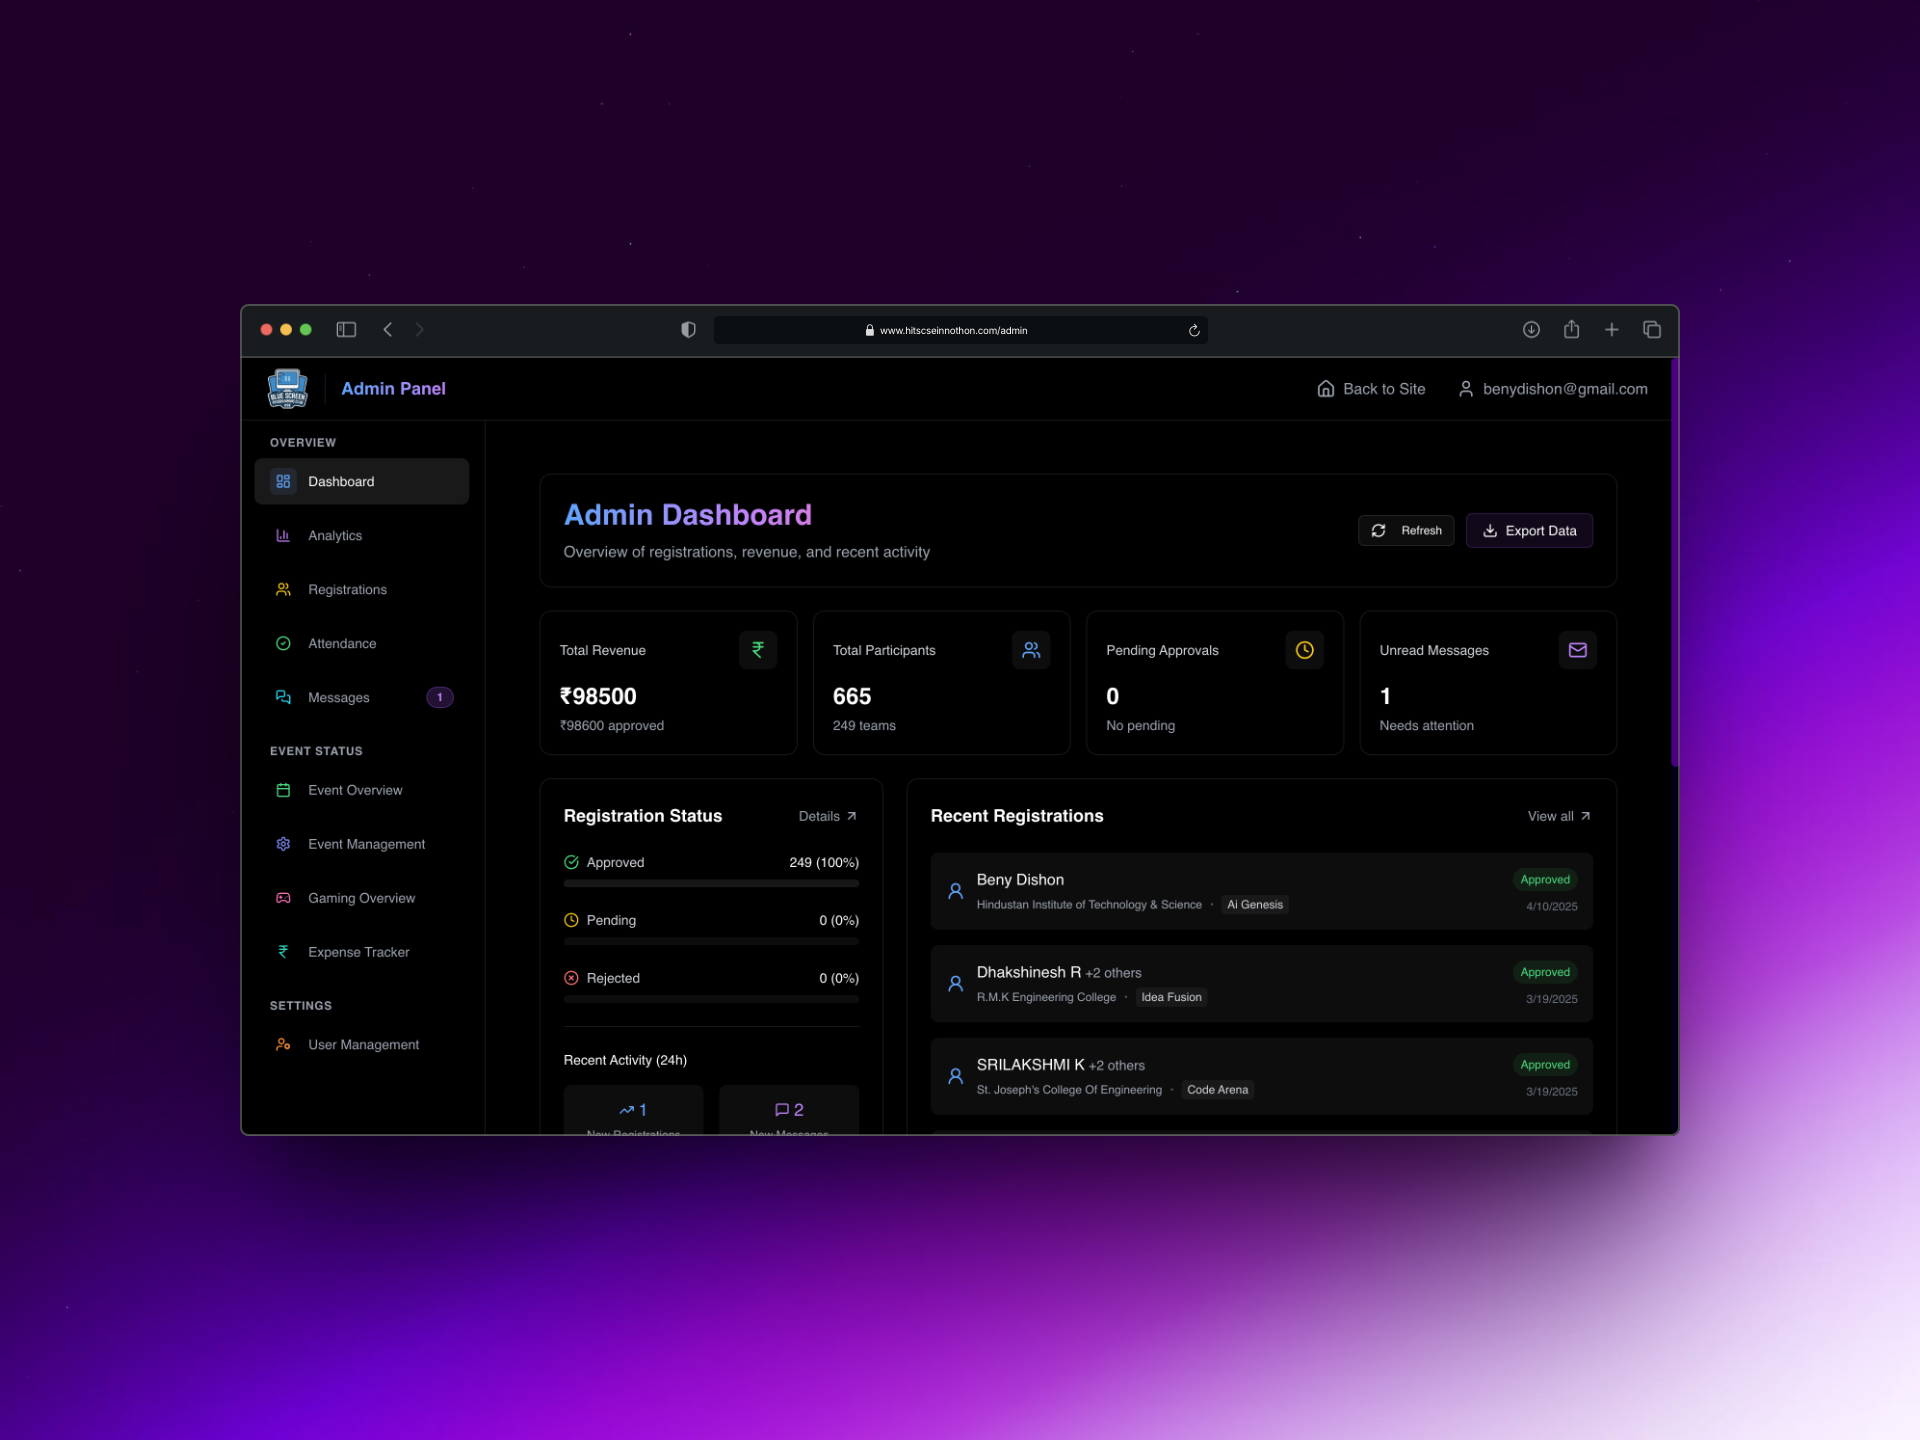 www.hitscseinnothon.com/admin
BLUE SCREEN
Admin Panel
Back to Site
benydishon@gmail.com
OVERVIEW
Dashboard
Analytics
Registrations
Attendance
Messages 1
EVENT STATUS
Event Overview
Event Management
Gaming Overview
Expense Tracker
SETTINGS
User Management
Admin Dashboard
Overview of registrations, revenue, and recent activity
Refresh
Export Data
Total Revenue
₹98500
₹98600 approved
Total Participants
665
249 teams
Pending Approvals
0
No pending
Unread Messages
1
Needs attention
Registration Status
Details
Approved 249 (100%)
Pending 0 (0%)
Rejected 0 (0%)
Recent Activity (24h)
1
New Registrations
2
New Messages
Recent Registrations
View all
Beny Dishon
Approved
Hindustan Institute of Technology & Science · Ai Genesis
4/10/2025
Dhakshinesh R +2 others
Approved
R.M.K Engineering College · Idea Fusion
3/19/2025
SRILAKSHMI K +2 others
Approved
St. Joseph's College Of Engineering · Code Arena
3/19/2025